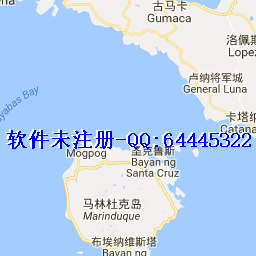 古马卡
Gumaca
洛佩斯
Lopez
卢纳将军城
General Luna
ayabas Bay
卡塔纳
Catana
软件未注册-QQ:64445322
Mogpog
圣克鲁斯
Bayan ng
Santa Cruz
马林杜克岛
Marinduque
布埃纳维斯塔
Bayan ng